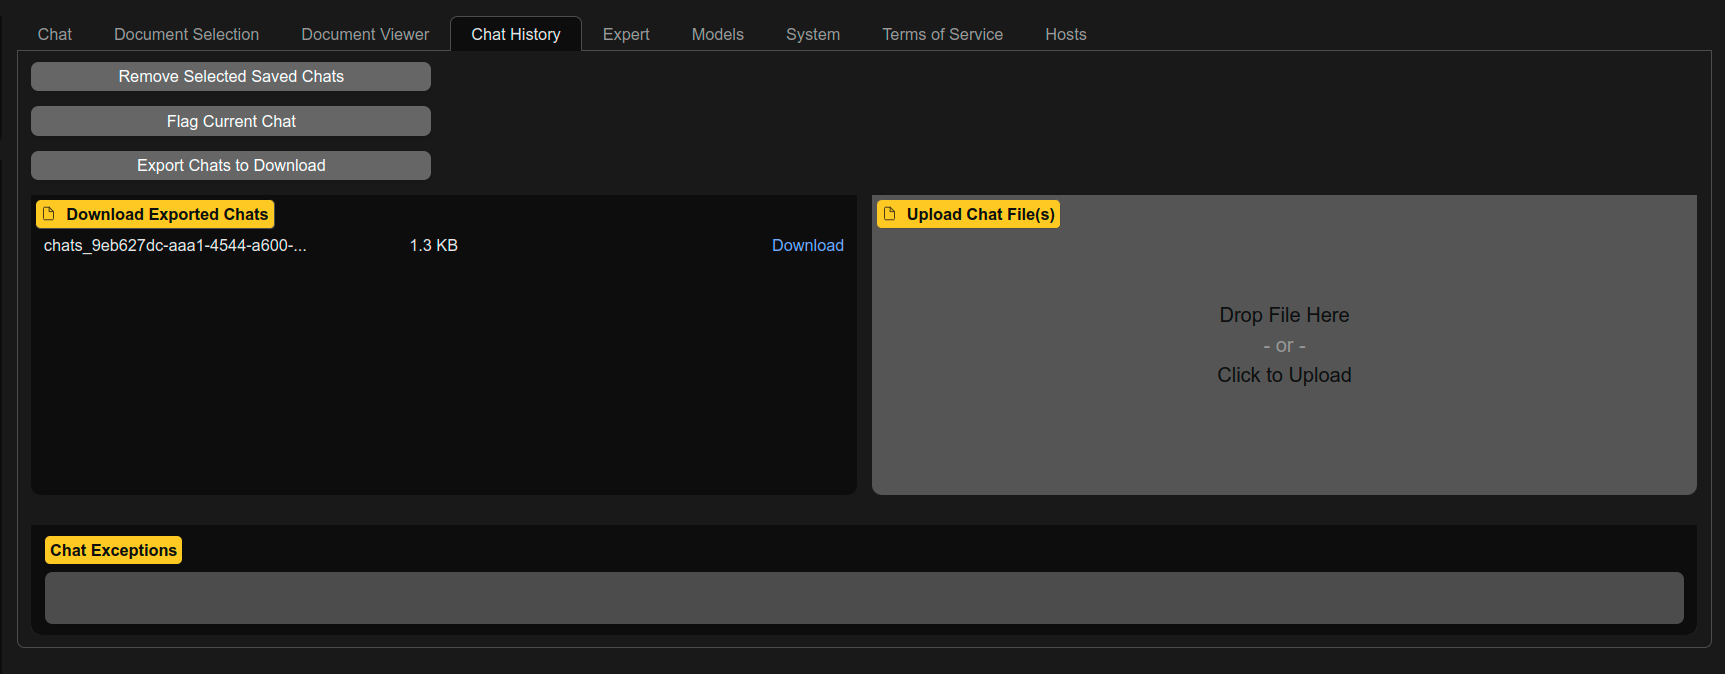 Chat Document Selection Document Viewer Chat History Expert Models System Terms of Service Hosts
Remove Selected Saved Chats
Flag Current Chat
Export Chats to Download
Download Exported Chats
chats_9eb627dc-aaa1-4544-a600-... 1.3 KB Download
Upload Chat File(s)
Drop File Here
- or -
Click to Upload
Chat Exceptions